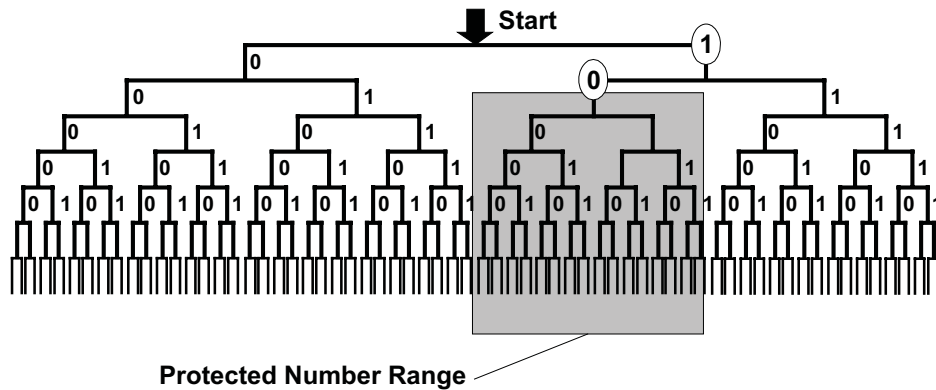 Start
1
0
0
0 1 1
0 1 0 1 0 0 1
0 1 0 1 0 1 0 1 0 1 1 0 1 0 1
0 1 0 1 0 1 0 1 0 1 0 1 0 1 0 1 0 1 0 1 0 1 0 1 0 1 0 1 0 1 0 1
Protected Number Range